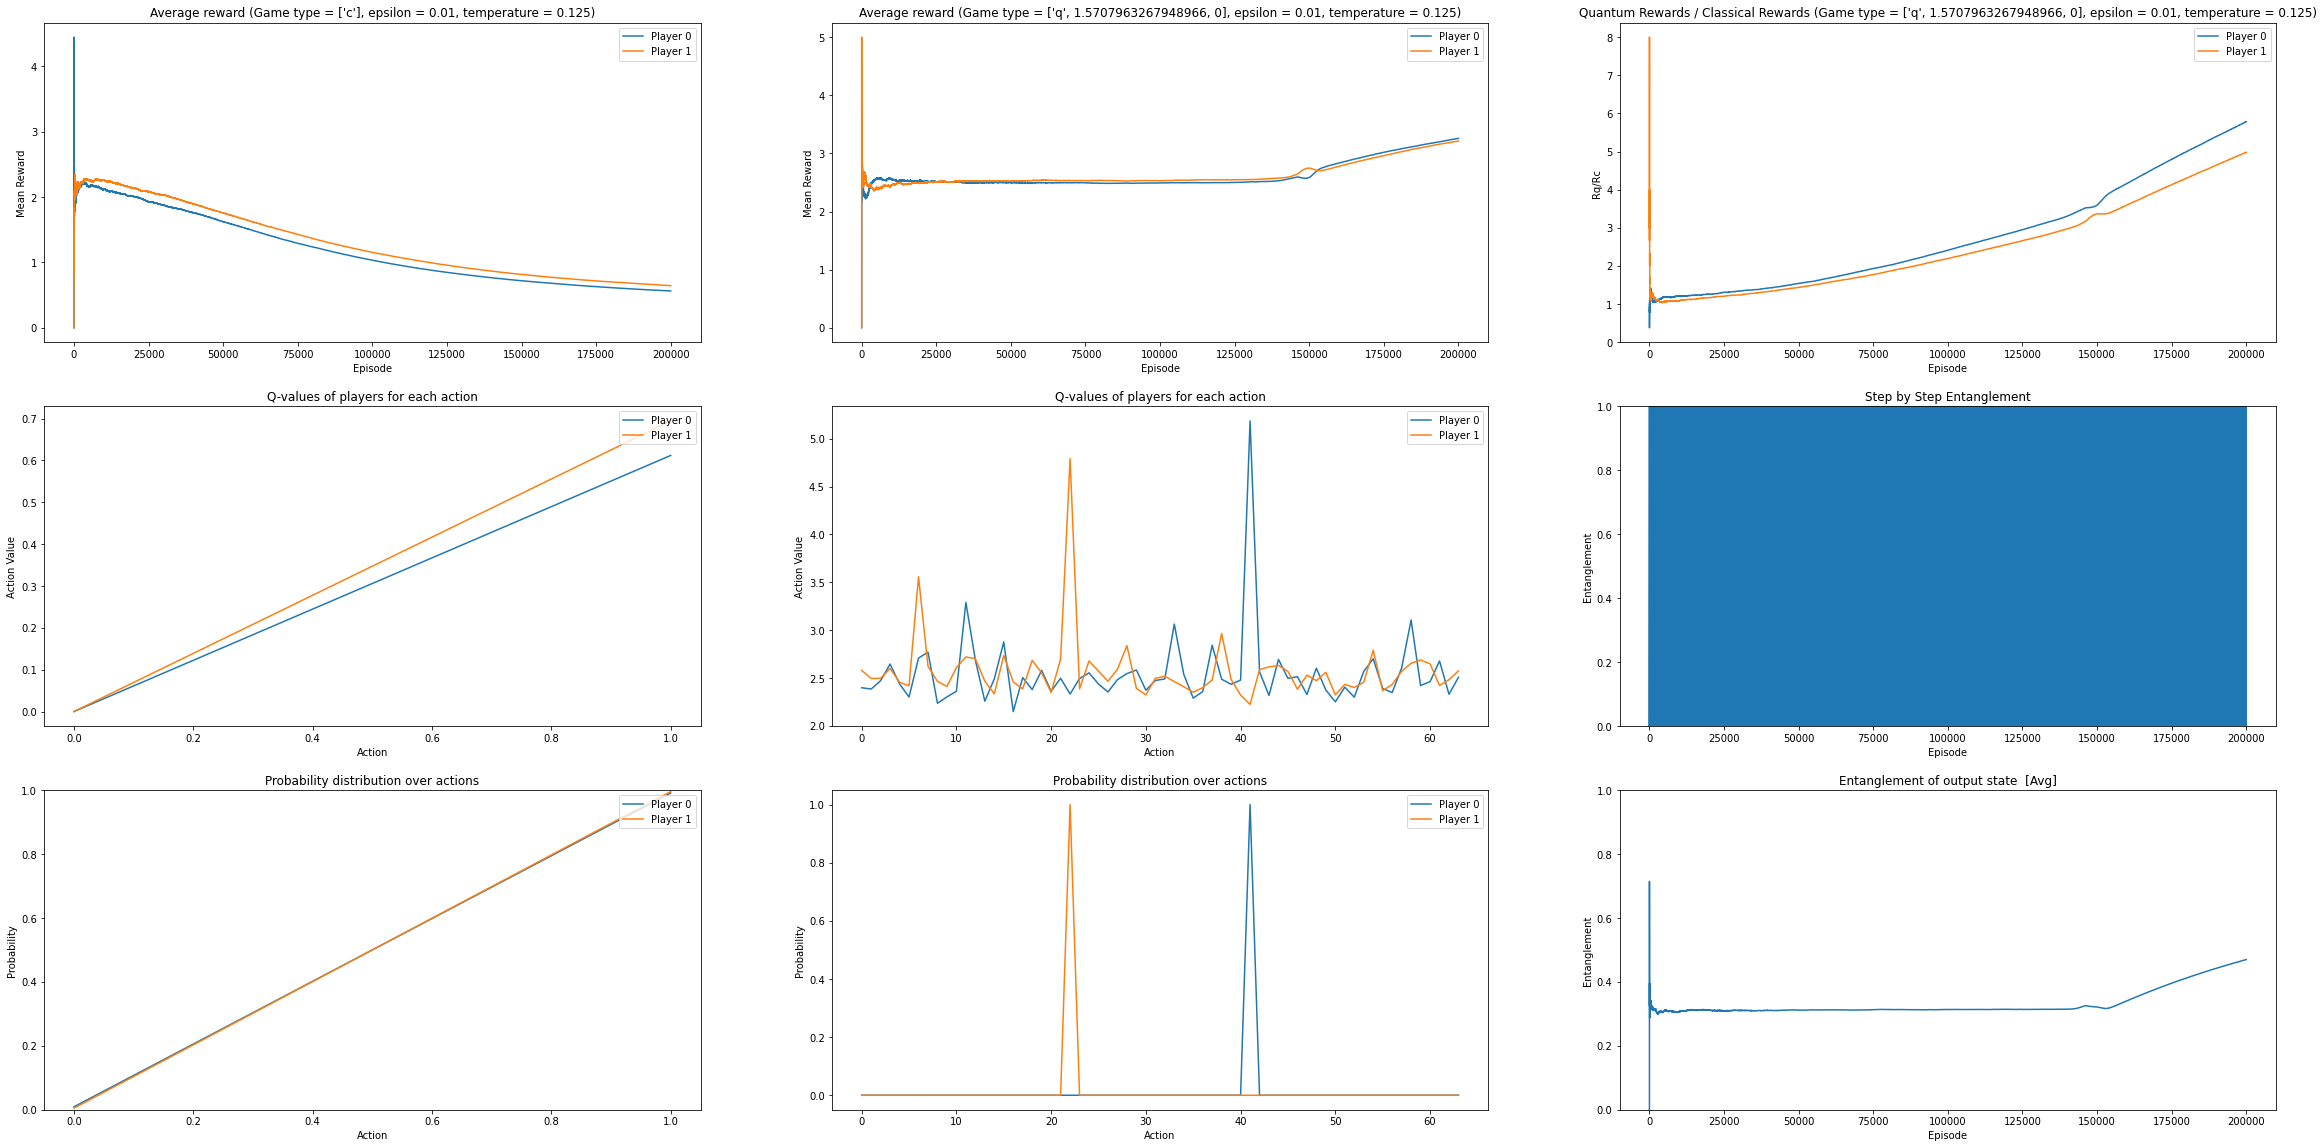 Average reward (Game type = ['c'], epsilon = 0.01, temperature = 0.125)
Player 0
Player 1
Mean Reward
4
3
2
1
0
0 25000 50000 75000 100000 125000 150000 175000 200000
Episode
Average reward (Game type = ['q', 1.5707963267948966, 0], epsilon = 0.01, temperature = 0.125)
Player 0
Player 1
Mean Reward
5
4
3
2
1
0
0 25000 50000 75000 100000 125000 150000 175000 200000
Episode
Quantum Rewards / Classical Rewards (Game type = ['q', 1.5707963267948966, 0], epsilon = 0.01, temperature = 0.125)
Player 0
Player 1
Rq/Rc
8
7
6
5
4
3
2
1
0
0 25000 50000 75000 100000 125000 150000 175000 200000
Episode
Q-values of players for each action
Player 0
Player 1
Action Value
0.7
0.6
0.5
0.4
0.3
0.2
0.1
0.0
0.0 0.2 0.4 0.6 0.8 1.0
Action
Q-values of players for each action
Player 0
Player 1
Action Value
5.0
4.5
4.0
3.5
3.0
2.5
2.0
0 10 20 30 40 50 60
Action
Step by Step Entanglement
Entanglement
1.0
0.8
0.6
0.4
0.2
0.0
0 25000 50000 75000 100000 125000 150000 175000 200000
Episode
Probability distribution over actions
Player 0
Player 1
Probability
1.0
0.8
0.6
0.4
0.2
0.0
0.0 0.2 0.4 0.6 0.8 1.0
Action
Probability distribution over actions
Player 0
Player 1
Probability
1.0
0.8
0.6
0.4
0.2
0.0
0 10 20 30 40 50 60
Action
Entanglement of output state [Avg]
Entanglement
1.0
0.8
0.6
0.4
0.2
0.0
0 25000 50000 75000 100000 125000 150000 175000 200000
Episode